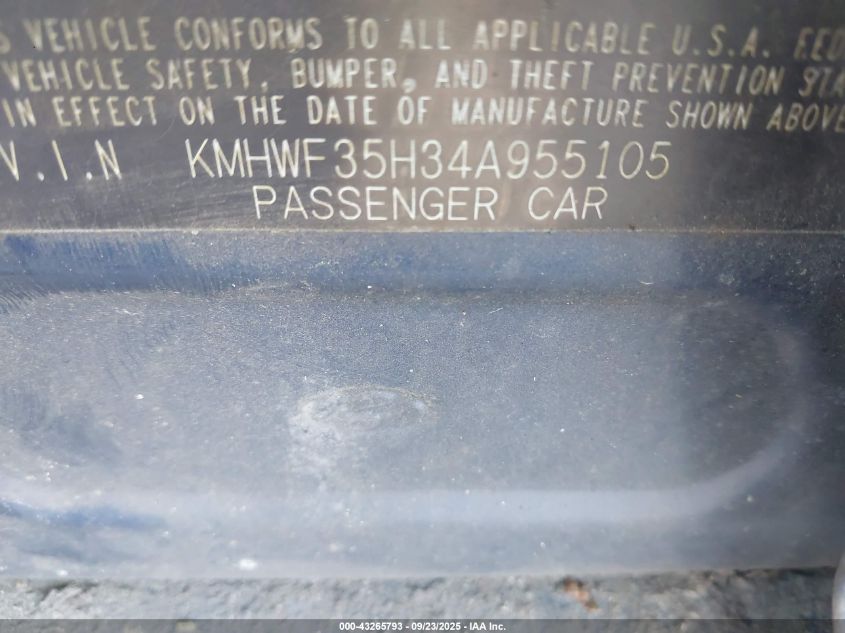 VEHICLE CONFORMS TO ALL APPLICABLE U.S.A.
VEHICLE SAFETY, BUMPER, AND THEFT PREVENTION
IN EFFECT ON THE DATE OF MANUFACTURE SHOWN ABOVE
V.I.N KMHWF35H34A955105
PASSENGER CAR
000-43265793 - 09/23/2025 - IAA Inc.